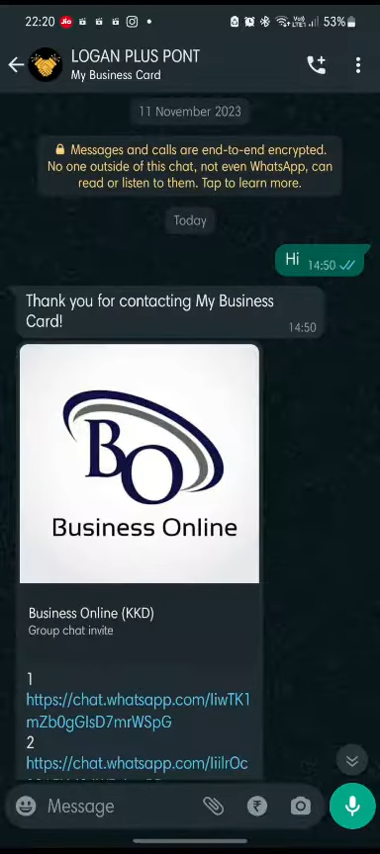 22:20 Jio 53%
LOGAN PLUS PONT
My Business Card
11 November 2023
Messages and calls are end-to-end encrypted.
No one outside of this chat, not even WhatsApp, can
read or listen to them. Tap to learn more.
Today
Hi 14:50
Thank you for contacting My Business
Card!
14:50
BO
Business Online
Business Online (KKD)
Group chat invite
1
https://chat.whatsapp.com/IiwTK1
mZb0gGIsD7mrWSpG
2
https://chat.whatsapp.com/IiilrOc
Message